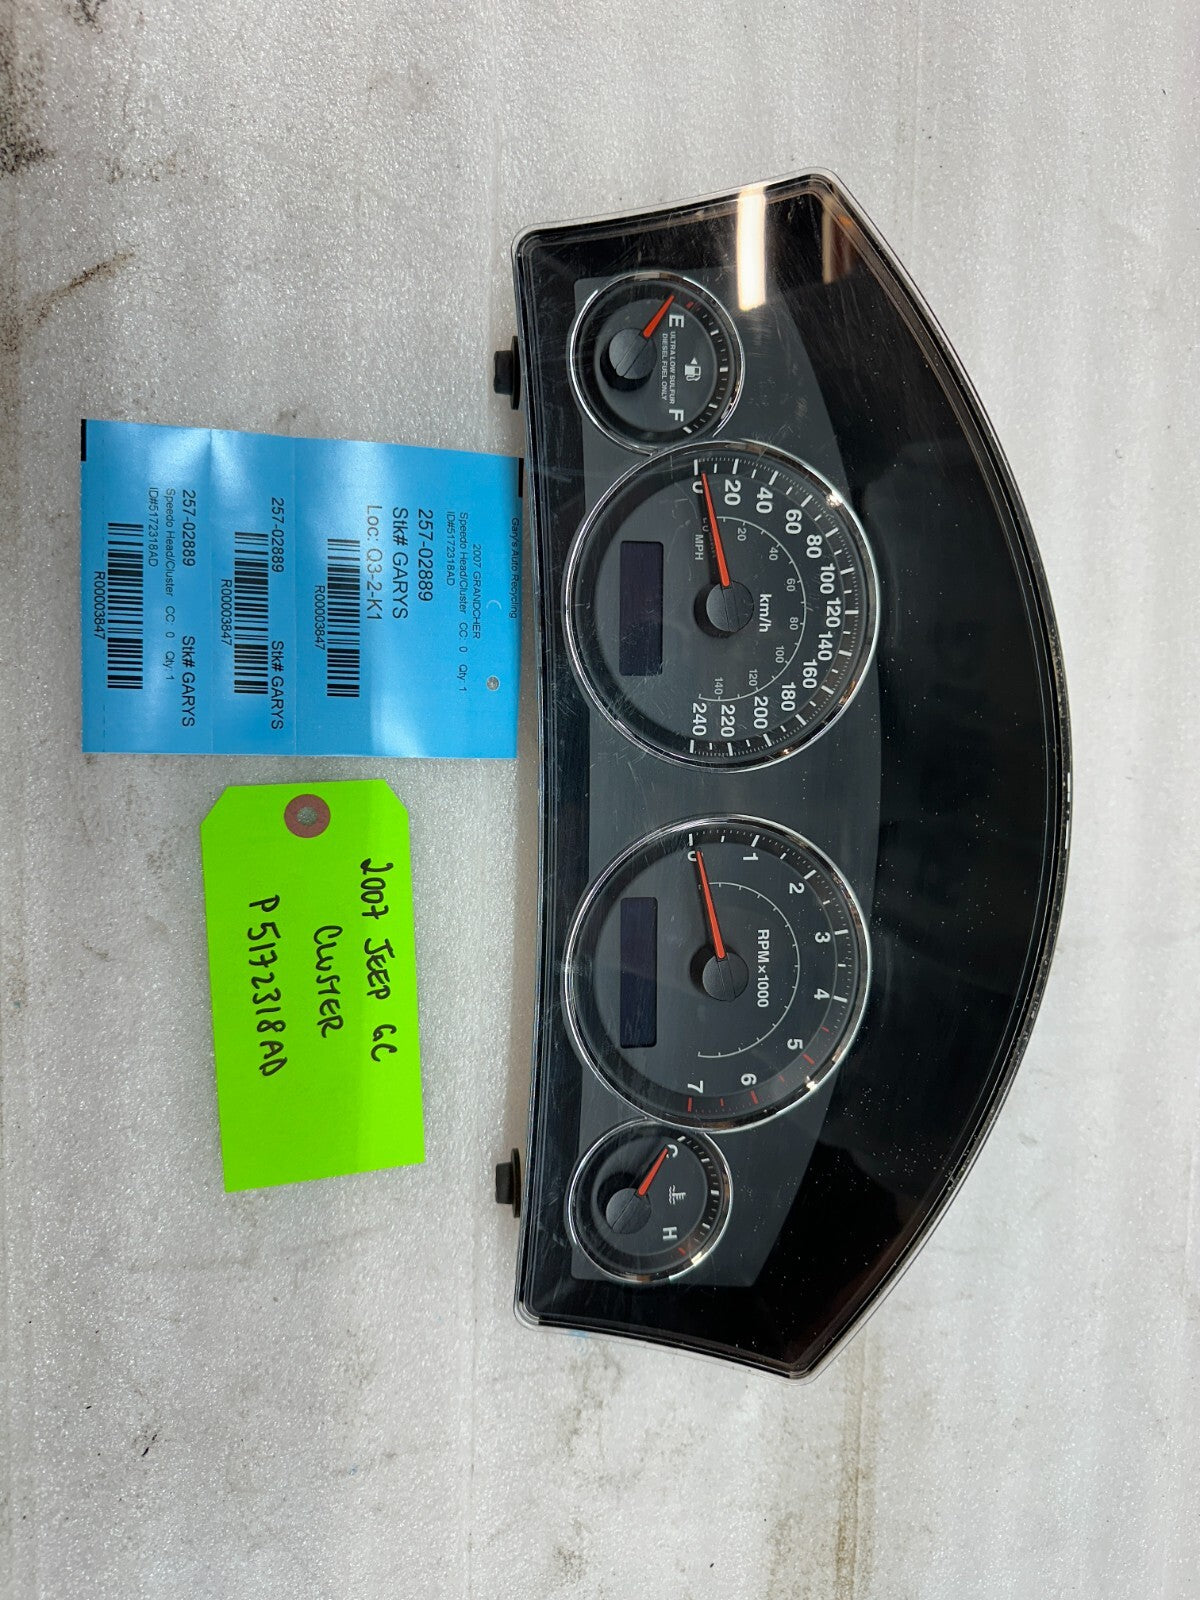 Garys Auto Recycling
2007 GRANDCHER
Speedo Head/Cluster CC: 0 Qty: 1
ID#5172318AD
257-02889
Stk# GARYS
Loc: Q3-2-K1
R00003847
257-02889 Stk# GARYS
R00003847
257-02889 Stk# GARYS
Speedo Head/Cluster CC: 0 Qty: 1
ID#5172318AD
R00003847
2007 JEEP GC
CLUSTER
P5172318AD
E
F
ULTRA LOW SULFUR
DIESEL FUEL ONLY
0 20 40 60 80 100 120 140 160 180 200 220 240
km/h
20 40 60 80 100 120 140
MPH
0 1 2 3 4 5 6 7
RPM x 1000
C
H